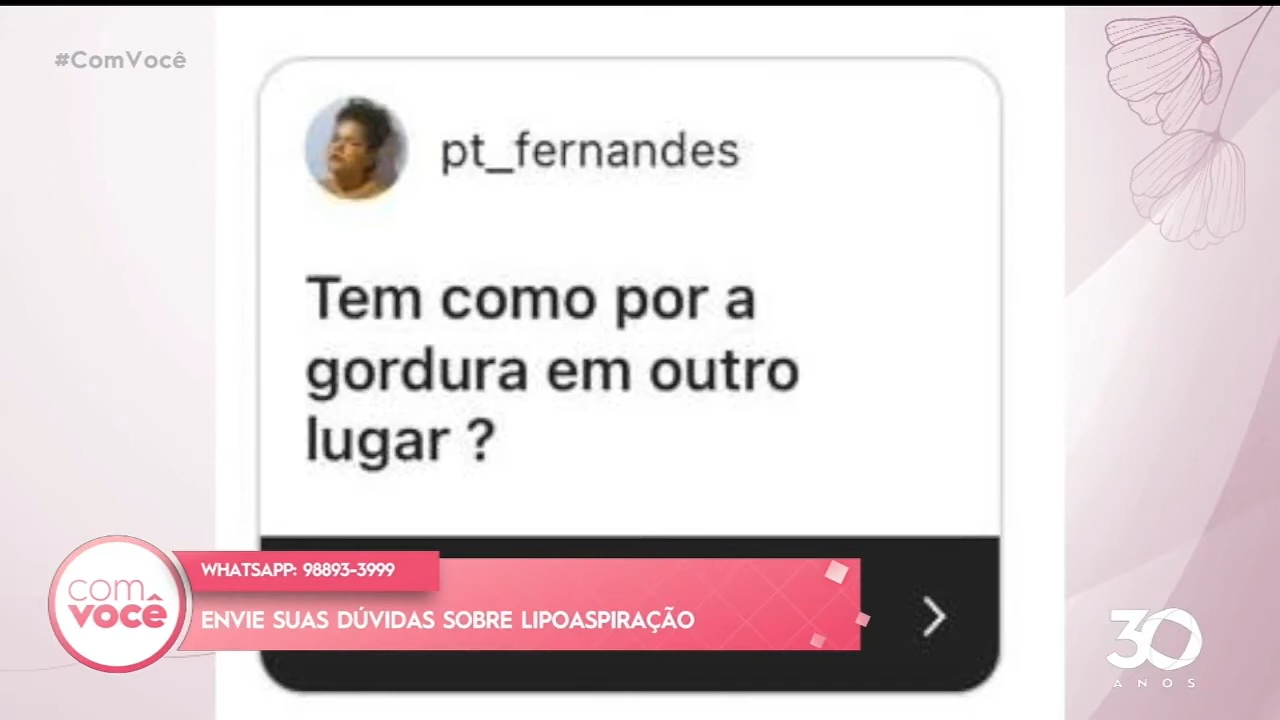 #ComVocê
pt_fernandes
Tem como por a
gordura em outro
lugar ?
WHATSAPP: 98893-3999
com
você
ENVIE SUAS DÚVIDAS SOBRE LIPOASPIRAÇÃO
30
ANOS